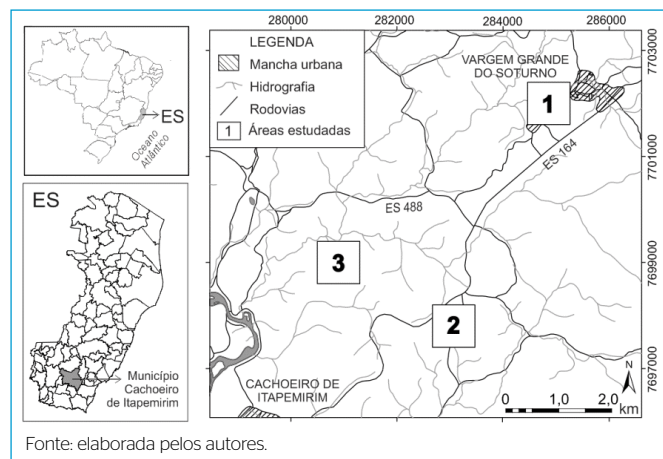 ES
Oceano
Atlântico
ES
Município
Cachoeiro
de Itapemirim
280000
282000
284000
286000
LEGENDA
Mancha urbana
Hidrografia
Rodovias
1 Áreas estudadas
VARGEM GRANDE
DO SOTURNO
1
ES 164
ES 488
3
2
CACHOEIRO DE
ITAPEMIRIM
7703000
7701000
7699000
7697000
N
0
1,0
2,0
km
Fonte: elaborada pelos autores.